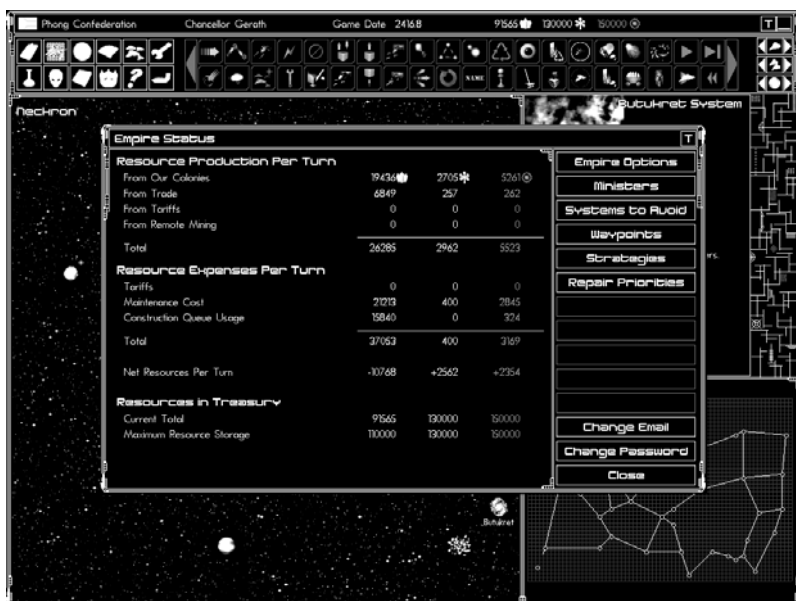 Phong Confederation Chancellor Gerath Game Date 2416.8 91565 130000 150000 T
NAME
Neckron
Butukret System
Empire Status T
Resource Production Per Turn
From Our Colonies 19436 2705 5261
From Trade 6849 257 262
From Tariffs 0 0 0
From Remote Mining 0 0 0
Total 26285 2962 5523
Resource Expenses Per Turn
Tariffs 0 0 0
Maintenance Cost 21213 400 2845
Construction Queue Usage 15840 0 324
Total 37053 400 3169
Net Resources Per Turn -10768 +2562 +2354
Resources in Treasury
Current Total 91565 130000 150000
Maximum Resource Storage 110000 130000 150000
Empire Options
Ministers
Systems to Avoid
Waypoints
Strategies
Repair Priorities
Change Email
Change Password
Close
Butukret